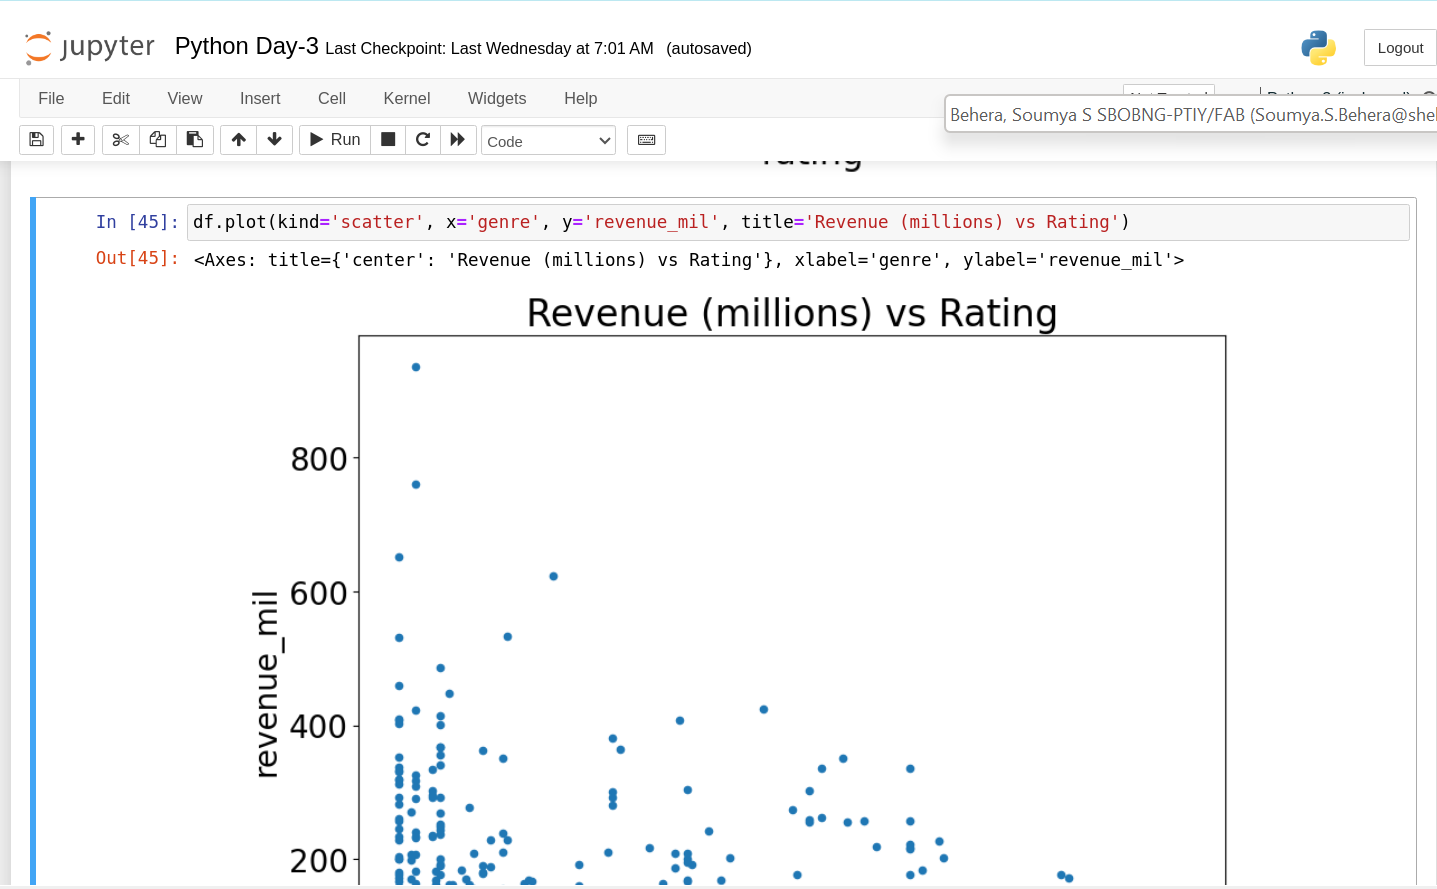 jupyter Python Day-3 Last Checkpoint: Last Wednesday at 7:01 AM (autosaved)
Logout
File Edit View Insert Cell Kernel Widgets Help
Behera, Soumya S SBOBNG-PTIY/FAB (Soumya.S.Behera@shel
Run
Code
rating
In [45]: df.plot(kind='scatter', x='genre', y='revenue_mil', title='Revenue (millions) vs Rating')
Out[45]: <Axes: title={'center': 'Revenue (millions) vs Rating'}, xlabel='genre', ylabel='revenue_mil'>
Revenue (millions) vs Rating
800
600
400
200
revenue_mil